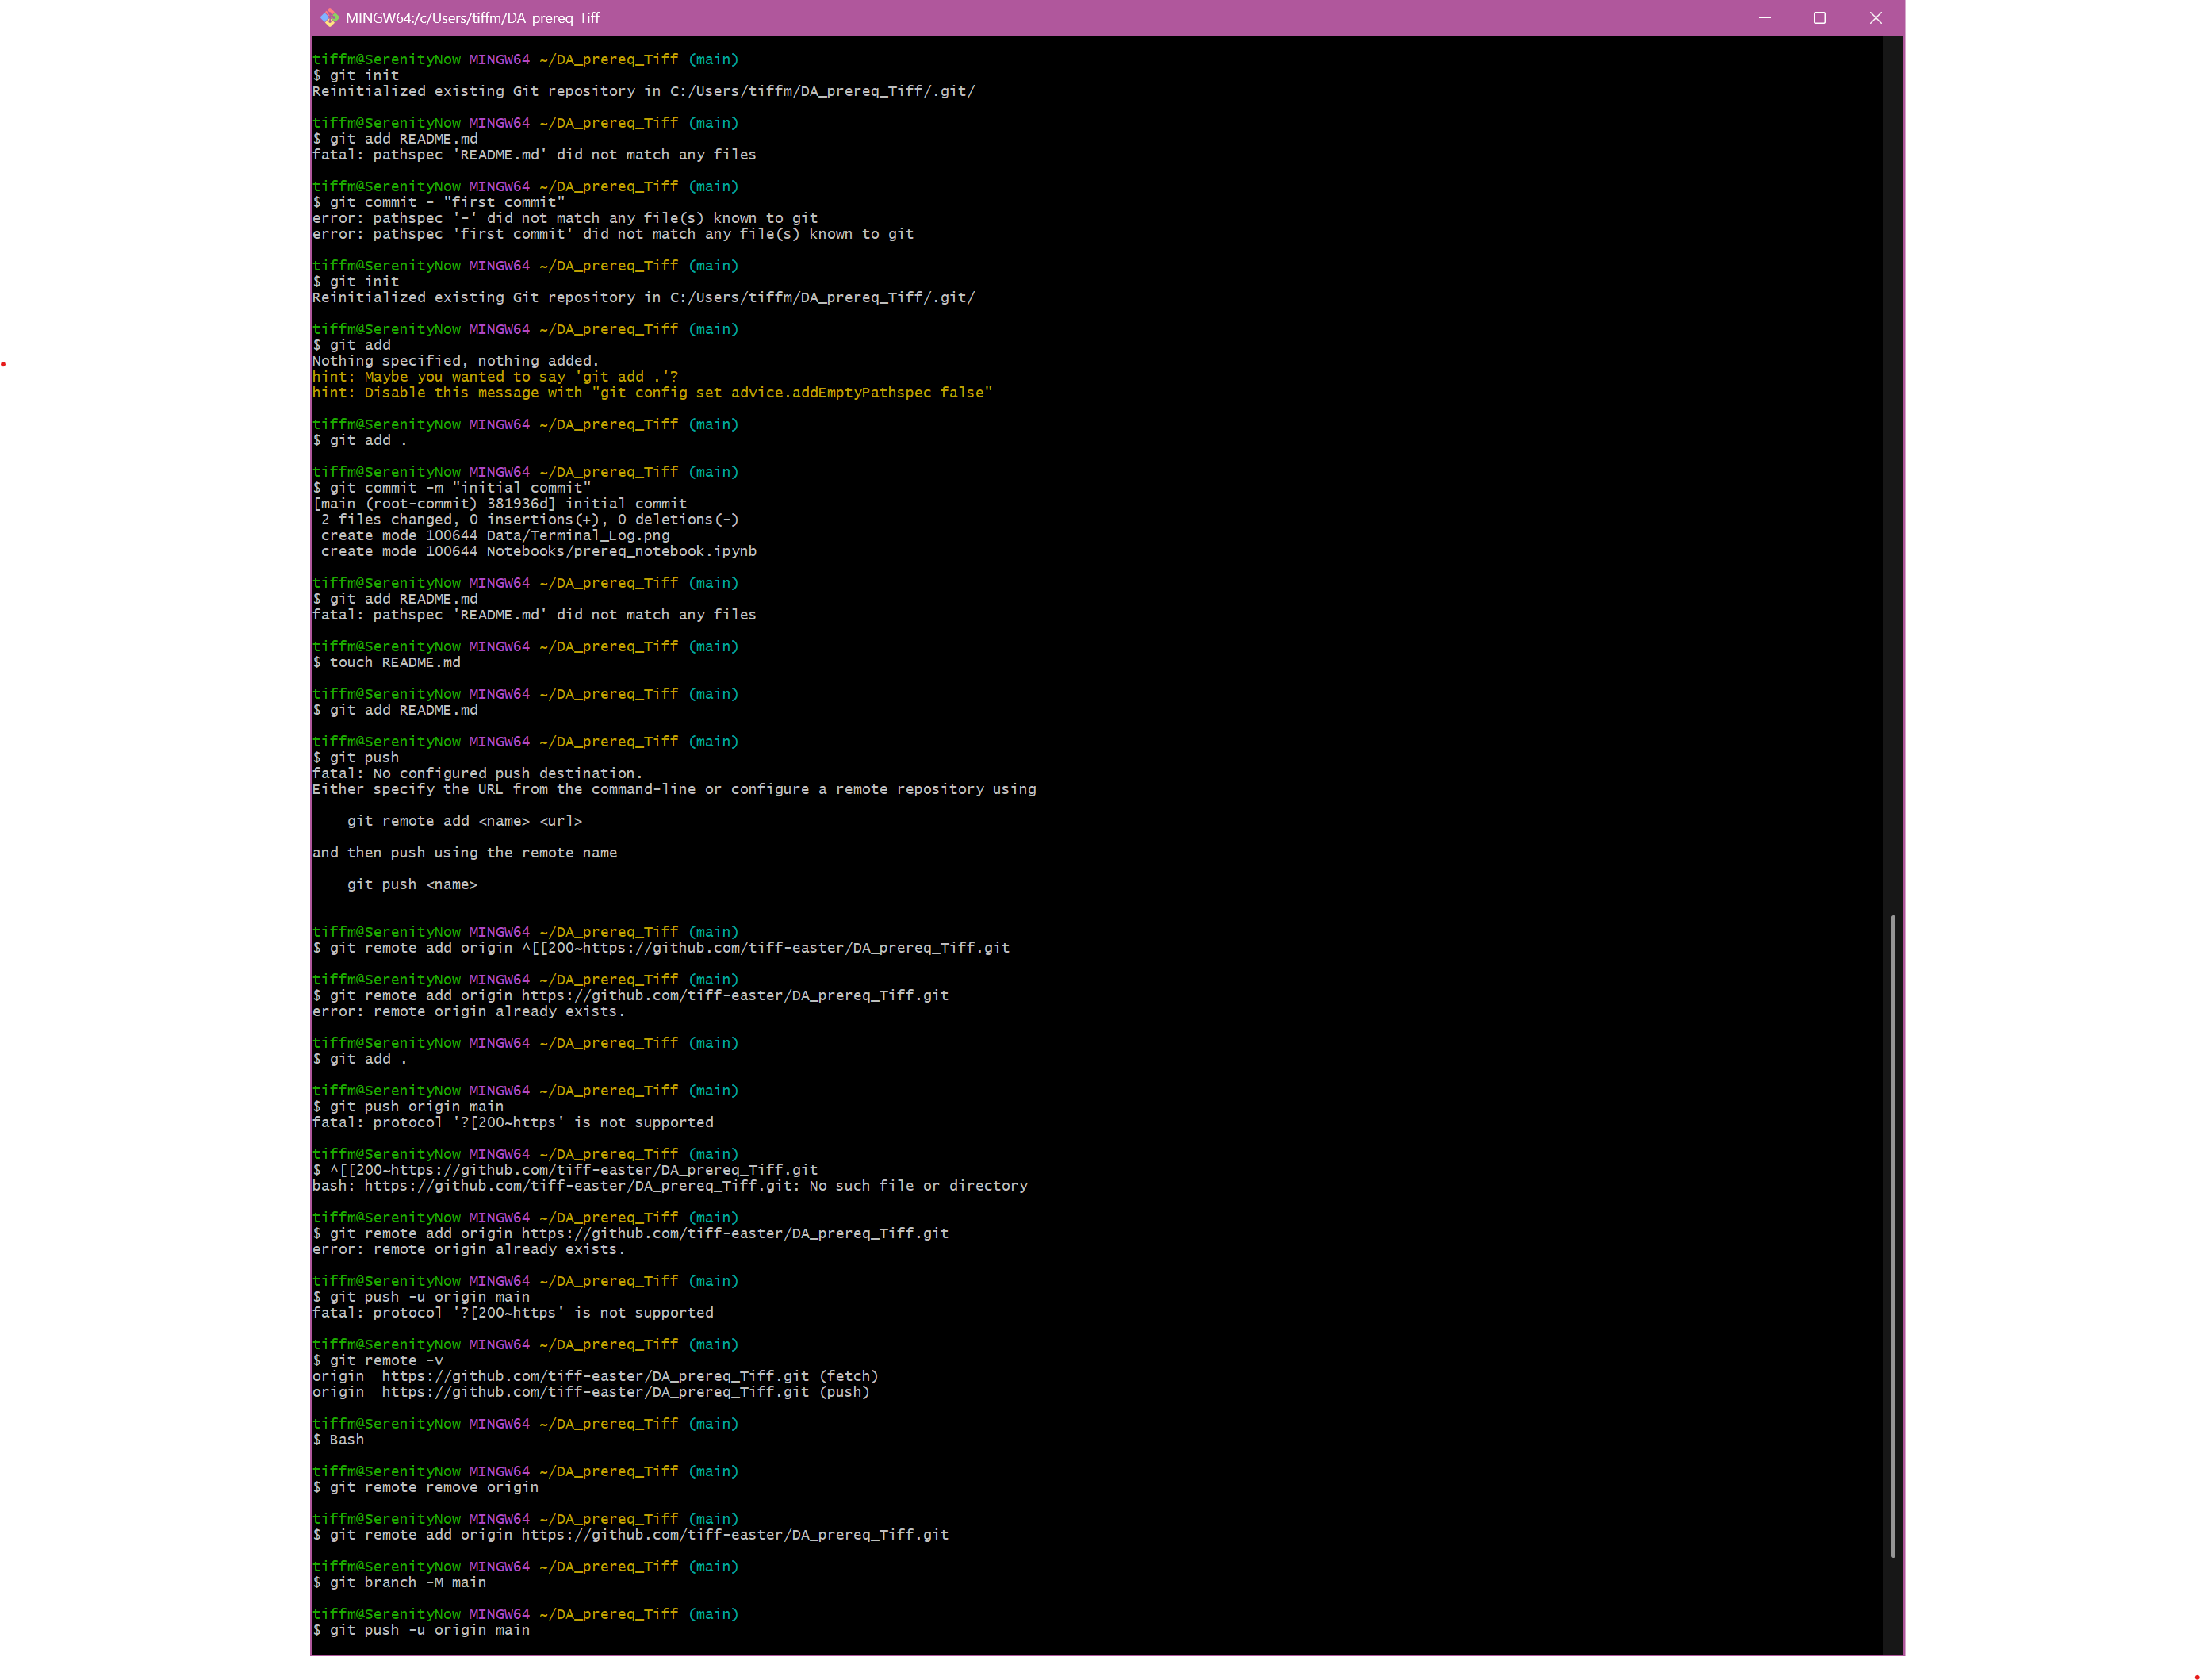 MINGW64:/c/Users/tiffm/DA_prereq_Tiff
tiffm@SerenityNow MINGW64 ~/DA_prereq_Tiff (main)
$ git init
Reinitialized existing Git repository in C:/Users/tiffm/DA_prereq_Tiff/.git/
tiffm@SerenityNow MINGW64 ~/DA_prereq_Tiff (main)
$ git add README.md
fatal: pathspec 'README.md' did not match any files
tiffm@SerenityNow MINGW64 ~/DA_prereq_Tiff (main)
$ git commit - "first commit"
error: pathspec '-' did not match any file(s) known to git
error: pathspec 'first commit' did not match any file(s) known to git
tiffm@SerenityNow MINGW64 ~/DA_prereq_Tiff (main)
$ git init
Reinitialized existing Git repository in C:/Users/tiffm/DA_prereq_Tiff/.git/
tiffm@SerenityNow MINGW64 ~/DA_prereq_Tiff (main)
$ git add
Nothing specified, nothing added.
hint: Maybe you wanted to say 'git add .'?
hint: Disable this message with "git config set advice.addEmptyPathspec false"
tiffm@SerenityNow MINGW64 ~/DA_prereq_Tiff (main)
$ git add .
tiffm@SerenityNow MINGW64 ~/DA_prereq_Tiff (main)
$ git commit -m "initial commit"
[main (root-commit) 381936d] initial commit
2 files changed, 0 insertions(+), 0 deletions(-)
create mode 100644 Data/Terminal_Log.png
create mode 100644 Notebooks/prereq_notebook.ipynb
tiffm@SerenityNow MINGW64 ~/DA_prereq_Tiff (main)
$ git add README.md
fatal: pathspec 'README.md' did not match any files
tiffm@SerenityNow MINGW64 ~/DA_prereq_Tiff (main)
$ touch README.md
tiffm@SerenityNow MINGW64 ~/DA_prereq_Tiff (main)
$ git add README.md
tiffm@SerenityNow MINGW64 ~/DA_prereq_Tiff (main)
$ git push
fatal: No configured push destination.
Either specify the URL from the command-line or configure a remote repository using
git remote add <name> <url>
and then push using the remote name
git push <name>
tiffm@SerenityNow MINGW64 ~/DA_prereq_Tiff (main)
$ git remote add origin ^[[200~https://github.com/tiff-easter/DA_prereq_Tiff.git
tiffm@SerenityNow MINGW64 ~/DA_prereq_Tiff (main)
$ git remote add origin https://github.com/tiff-easter/DA_prereq_Tiff.git
error: remote origin already exists.
tiffm@SerenityNow MINGW64 ~/DA_prereq_Tiff (main)
$ git add .
tiffm@SerenityNow MINGW64 ~/DA_prereq_Tiff (main)
$ git push origin main
fatal: protocol '?[200~https' is not supported
tiffm@SerenityNow MINGW64 ~/DA_prereq_Tiff (main)
$ ^[[200~https://github.com/tiff-easter/DA_prereq_Tiff.git
bash: https://github.com/tiff-easter/DA_prereq_Tiff.git: No such file or directory
tiffm@SerenityNow MINGW64 ~/DA_prereq_Tiff (main)
$ git remote add origin https://github.com/tiff-easter/DA_prereq_Tiff.git
error: remote origin already exists.
tiffm@SerenityNow MINGW64 ~/DA_prereq_Tiff (main)
$ git push -u origin main
fatal: protocol '?[200~https' is not supported
tiffm@SerenityNow MINGW64 ~/DA_prereq_Tiff (main)
$ git remote -v
origin  https://github.com/tiff-easter/DA_prereq_Tiff.git (fetch)
origin  https://github.com/tiff-easter/DA_prereq_Tiff.git (push)
tiffm@SerenityNow MINGW64 ~/DA_prereq_Tiff (main)
$ Bash
tiffm@SerenityNow MINGW64 ~/DA_prereq_Tiff (main)
$ git remote remove origin
tiffm@SerenityNow MINGW64 ~/DA_prereq_Tiff (main)
$ git remote add origin https://github.com/tiff-easter/DA_prereq_Tiff.git
tiffm@SerenityNow MINGW64 ~/DA_prereq_Tiff (main)
$ git branch -M main
tiffm@SerenityNow MINGW64 ~/DA_prereq_Tiff (main)
$ git push -u origin main